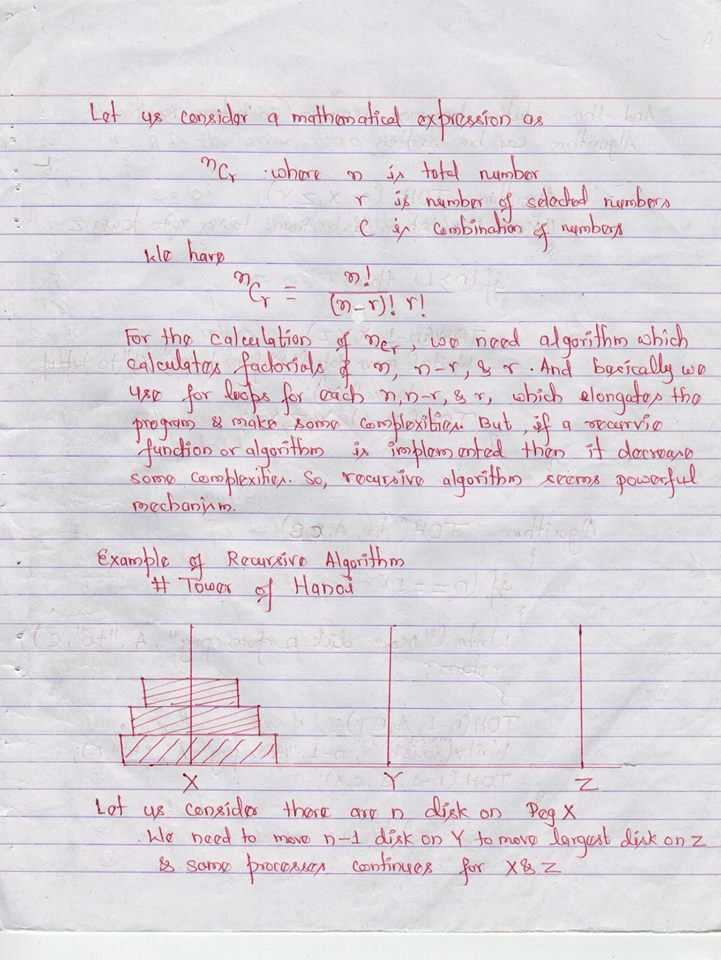 Let us consider a mathematical expression as
nCr where n is total number
r is number of selected numbers
C is combination of numbers
We have
nCr = n! / (n-r)! r!
For the calculation of ncr, we need algorithm which
calculates factorials of n, n-r, & r. And basically we
use for loops for each n, n-r, & r, which elongates the
program & make some complexities. But, if a recurvie
function or algorithm is implemented then it decrease
some complexities. So, recursive algorithm seems powerful
mechanism.
Example of Recursive Algorithm
# Tower of Hanoi
X Y Z
Let us consider there are n disk on Peg X
We need to move n-1 disk on Y to move largest disk on Z
& same processes continues for X & Z